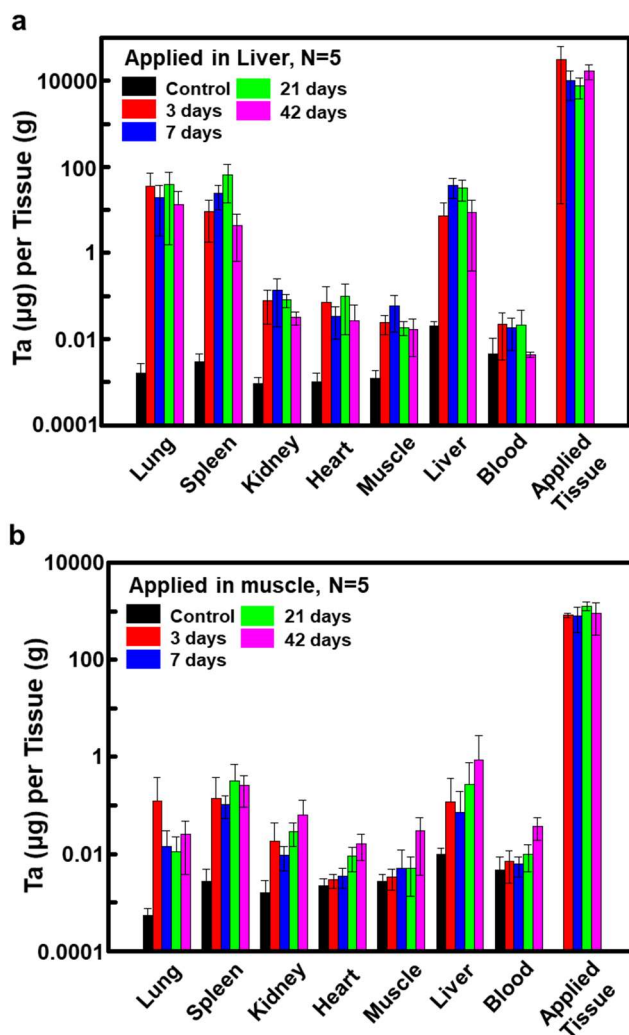 a
Applied in Liver, N=5
Control
21 days
3 days
42 days
7 days
Ta (µg) per Tissue (g)
10000
100
1
0.01
0.0001
Lung
Spleen
Kidney
Heart
Muscle
Liver
Blood
Applied
Tissue
b
Applied in muscle, N=5
Control
21 days
3 days
42 days
7 days
Ta (µg) per Tissue (g)
10000
100
1
0.01
0.0001
Lung
Spleen
Kidney
Heart
Muscle
Liver
Blood
Applied
Tissue